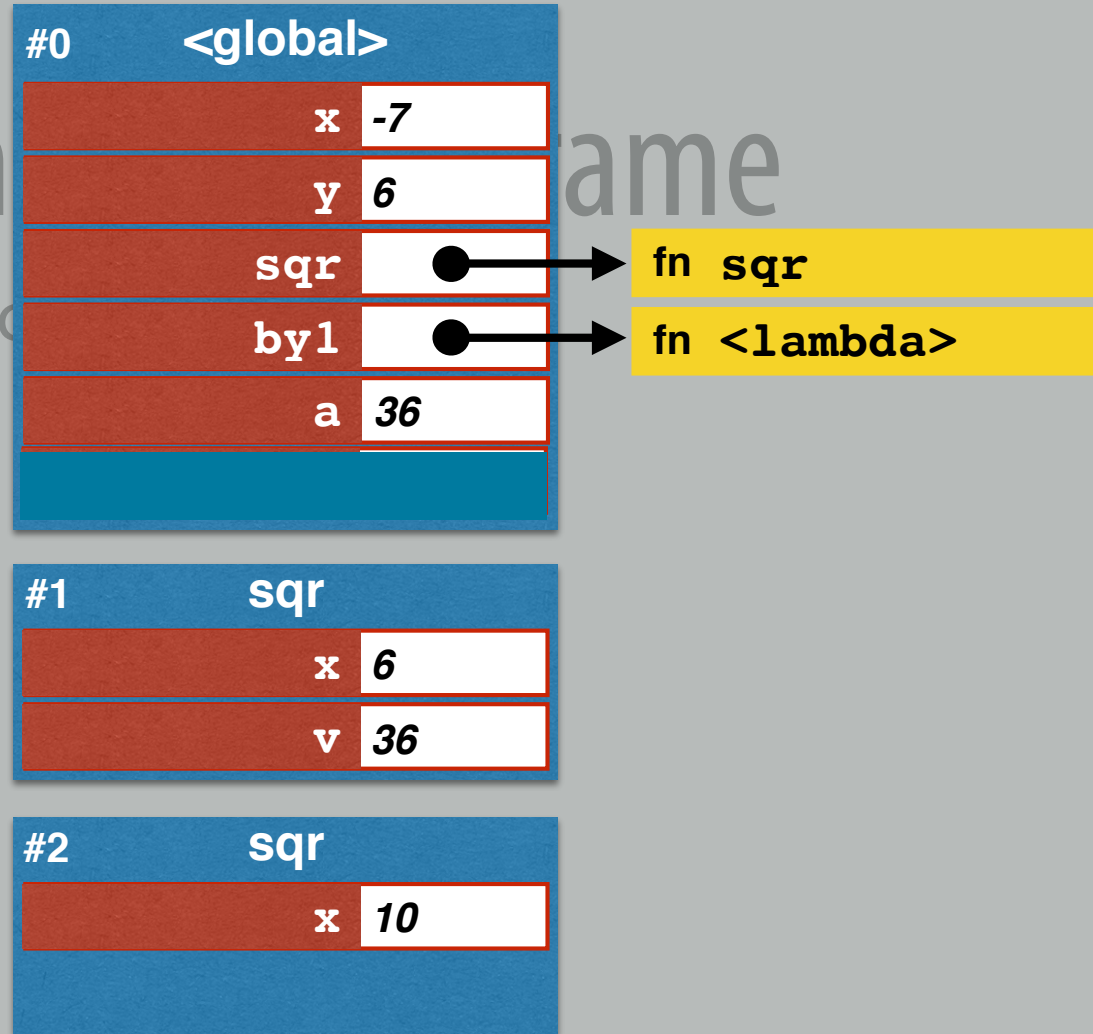 #0 <global>
x -7
y 6
sqr fn sqr
by1 fn <lambda>
a 36
#1 sqr
x 6
v 36
#2 sqr
x 10